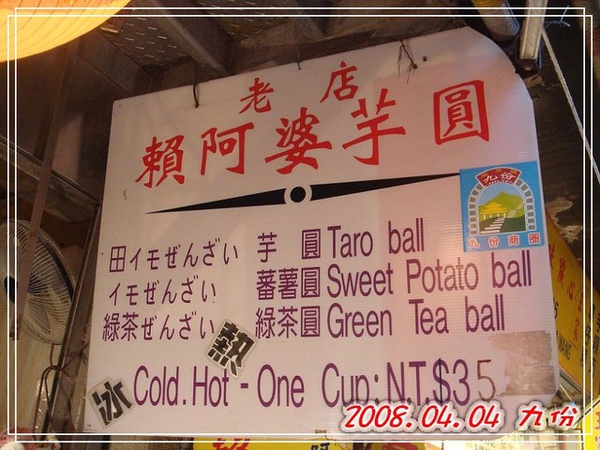 老店
賴阿婆芋圓
九份
九份商圈
田イモぜんざい 芋圓 Taro ball
イモぜんざい 蕃薯圓 Sweet Potato ball
綠茶ぜんざい 綠茶圓 Green Tea ball
冰 熱 Cold. Hot - One Cup: N.T.$35
2008.04.04 九份